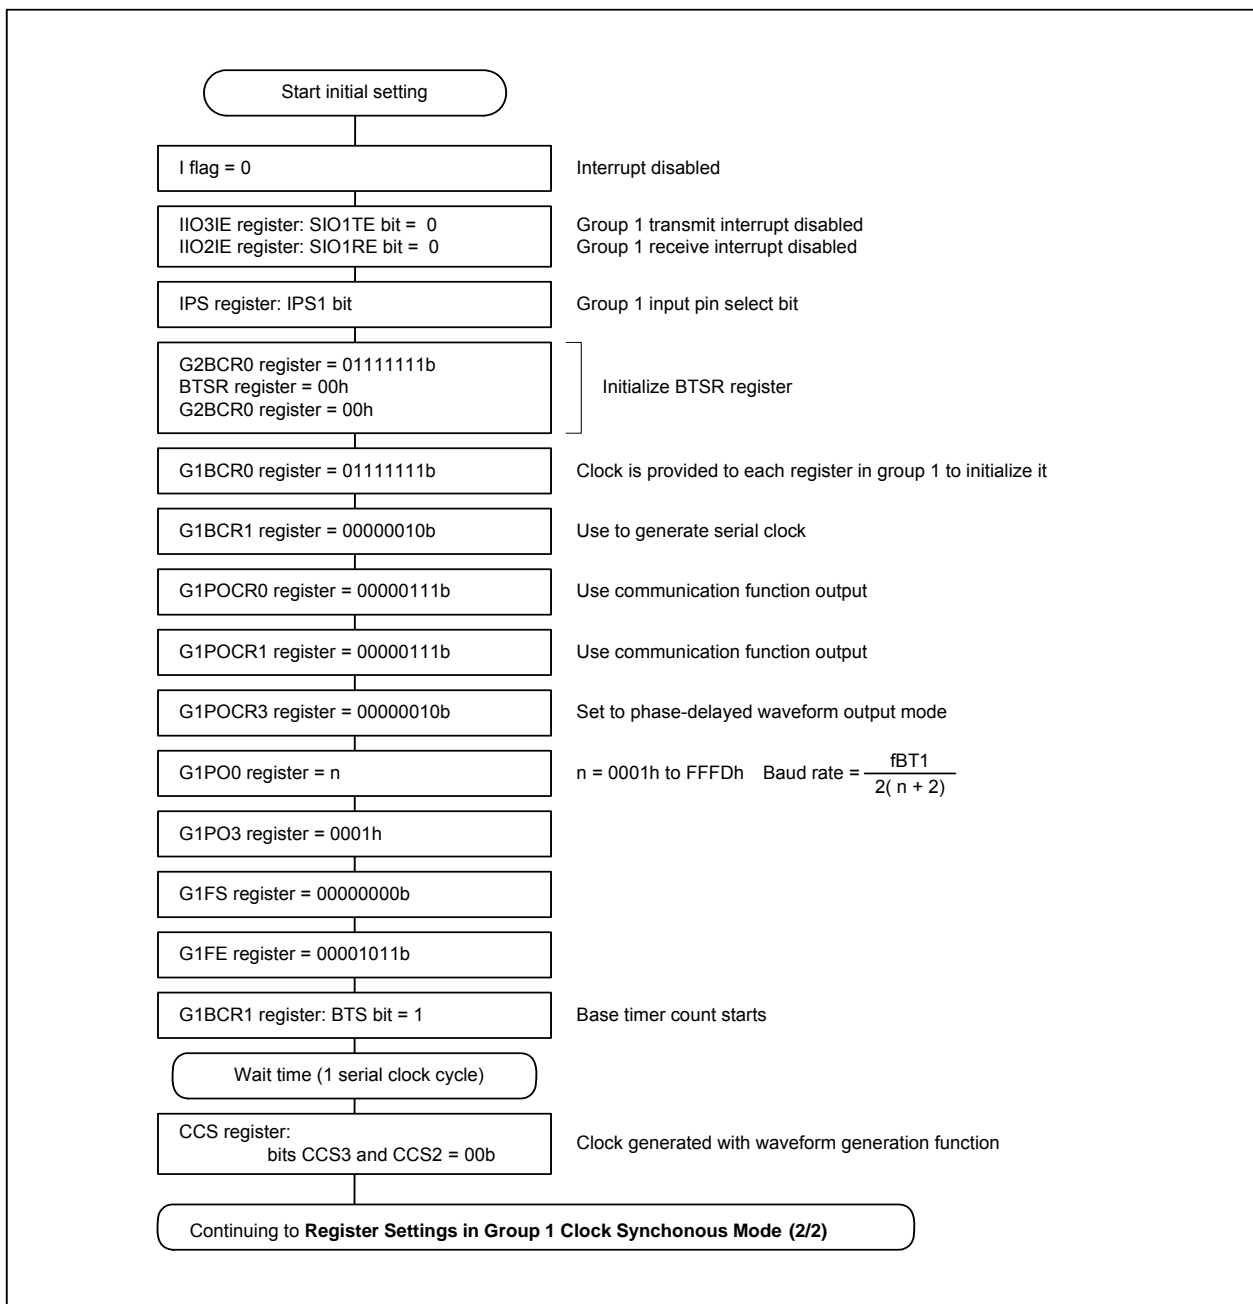 Start initial setting
I flag = 0
Interrupt disabled
IIO3IE register: SIO1TE bit = 0
Group 1 transmit interrupt disabled
IIO2IE register: SIO1RE bit = 0
Group 1 receive interrupt disabled
IPS register: IPS1 bit
Group 1 input pin select bit
G2BCR0 register = 01111111b
BTSR register = 00h
G2BCR0 register = 00h
Initialize BTSR register
G1BCR0 register = 01111111b
Clock is provided to each register in group 1 to initialize it
G1BCR1 register = 00000010b
Use to generate serial clock
G1POCR0 register = 00000111b
Use communication function output
G1POCR1 register = 00000111b
Use communication function output
G1POCR3 register = 00000010b
Set to phase-delayed waveform output mode
G1PO0 register = n
n = 0001h to FFFDh Baud rate = fBT1
2( n + 2)
G1PO3 register = 0001h
G1FS register = 00000000b
G1FE register = 00001011b
G1BCR1 register: BTS bit = 1
Base timer count starts
Wait time (1 serial clock cycle)
CCS register:
bits CCS3 and CCS2 = 00b
Clock generated with waveform generation function
Continuing to Register Settings in Group 1 Clock Synchonous Mode (2/2)